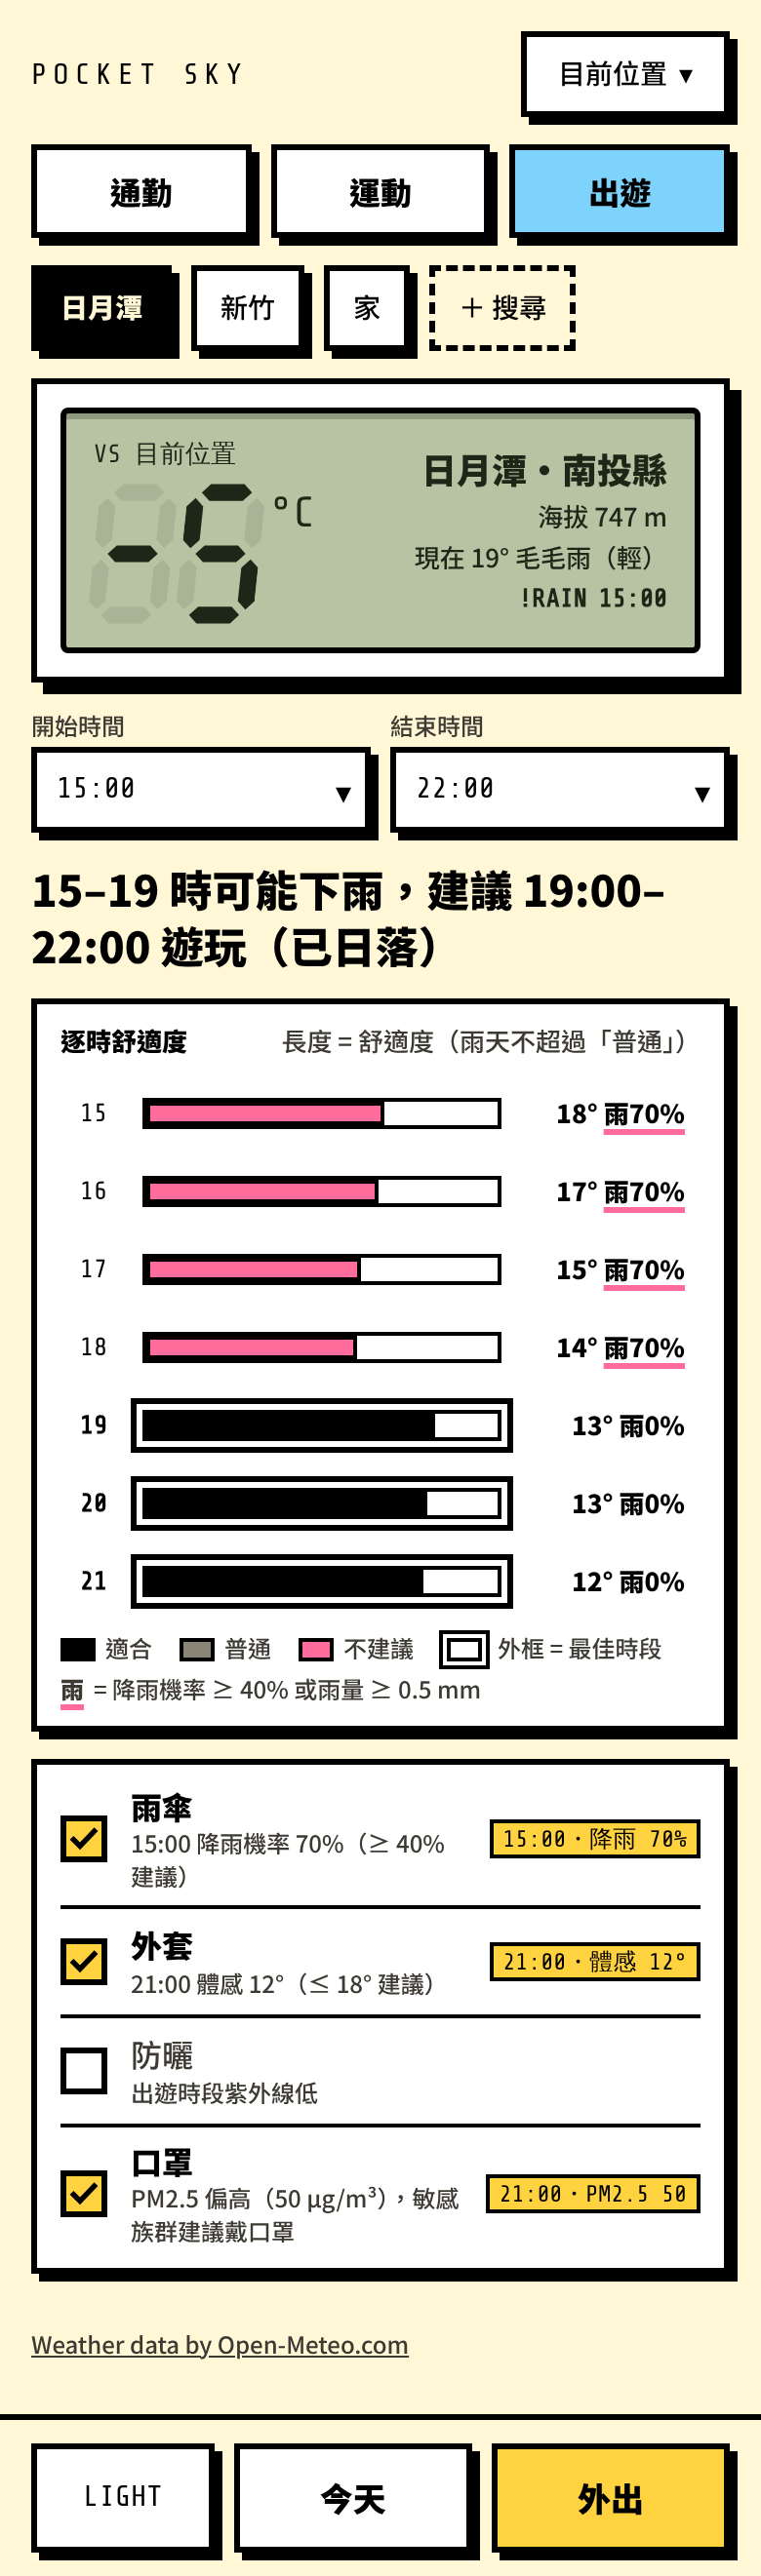 POCKET SKY
目前位置 ▼
通勤
運動
出遊
日月潭
新竹
家
＋ 搜尋
VS 目前位置
-5 °C
日月潭・南投縣
海拔 747 m
現在 19° 毛毛雨（輕）
!RAIN 15:00
開始時間
結束時間
15:00 ▼
22:00 ▼
15–19 時可能下雨，建議 19:00–
22:00 遊玩（已日落）
逐時舒適度
長度 = 舒適度（雨天不超過「普通」）
15 18° 雨70%
16 17° 雨70%
17 15° 雨70%
18 14° 雨70%
19 13° 雨0%
20 13° 雨0%
21 12° 雨0%
適合 普通 不建議 外框 = 最佳時段
雨 = 降雨機率 ≥ 40% 或雨量 ≥ 0.5 mm
雨傘
15:00 降雨機率 70%（≥ 40%
建議）
15:00・降雨 70%
外套
21:00 體感 12°（≤ 18° 建議）
21:00・體感 12°
防曬
出遊時段紫外線低
口罩
PM2.5 偏高（50 µg/m³），敏感
族群建議戴口罩
21:00・PM2.5 50
Weather data by Open-Meteo.com
LIGHT
今天
外出